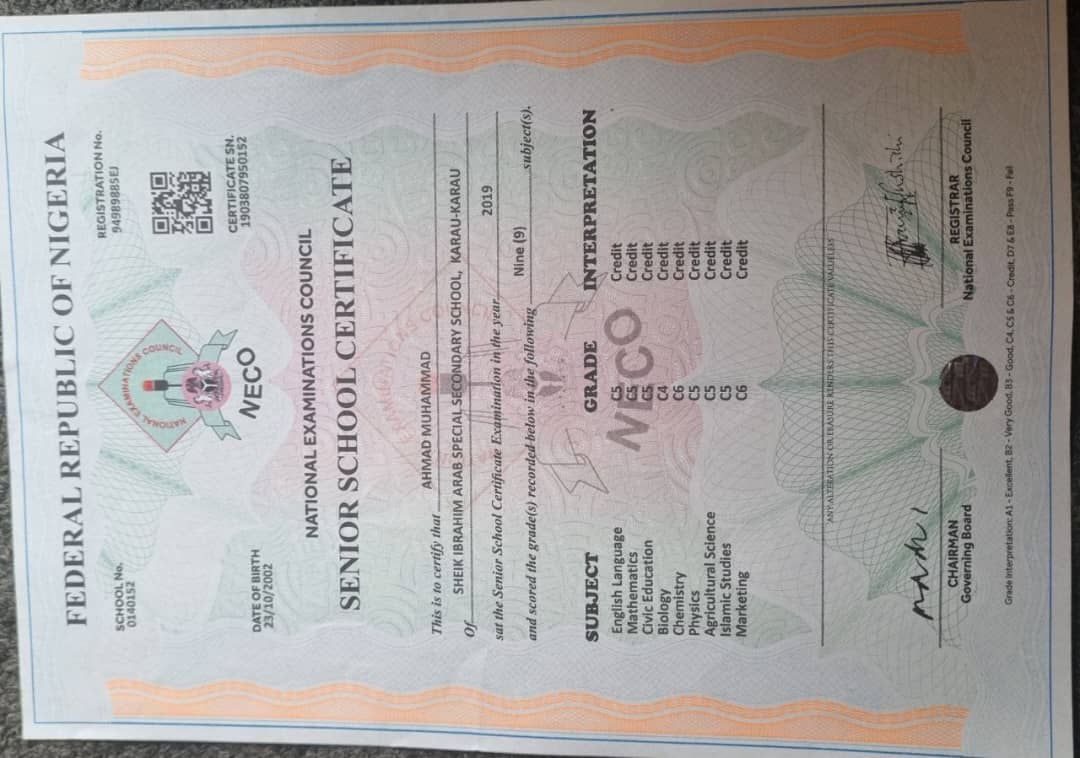 FEDERAL REPUBLIC OF NIGERIA
SCHOOL No.
0140152
REGISTRATION No.
94989885EJ
NATIONAL EXAMINATIONS COUNCIL
NECO
DATE OF BIRTH
23/10/2002
CERTIFICATE SN.
1903807950152
NATIONAL EXAMINATIONS COUNCIL
SENIOR SCHOOL CERTIFICATE
This is to certify that AHMAD MUHAMMAD
Of SHEIK IBRAHIM ARAB SPECIAL SECONDARY SCHOOL, KARAU-KARAU
sat the Senior School Certificate Examination in the year 2019
and scored the grade(s) recorded below in the following Nine (9) subject(s).
SUBJECT GRADE INTERPRETATION
English Language C5 Credit
Mathematics C5 Credit
Civic Education C5 Credit
Biology C4 Credit
Chemistry C6 Credit
Physics C5 Credit
Agricultural Science C5 Credit
Islamic Studies C5 Credit
Marketing C6 Credit
NECO
ANY ALTERATION OR ERASURE RENDERS THIS CERTIFICATE VALUELESS
CHAIRMAN
Governing Board
REGISTRAR
National Examinations Council
Grade Interpretation: A1 - Excellent, B2 - Very Good, B3 - Good, C4, C5 & C6 - Credit, D7 & E8 - Pass F9 - Fail